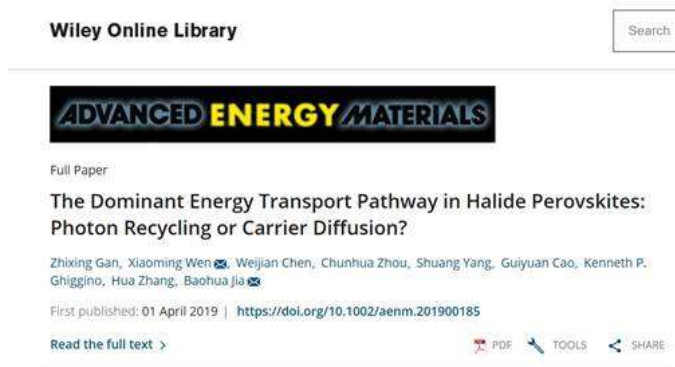 Wiley Online Library
Search
ADVANCED ENERGY MATERIALS
Full Paper
The Dominant Energy Transport Pathway in Halide Perovskites:
Photon Recycling or Carrier Diffusion?
Zhixing Gan, Xiaoming Wen, Weijian Chen, Chunhua Zhou, Shuang Yang, Guiyuan Cao, Kenneth P.
Ghiggino, Hua Zhang, Baohua Jia
First published: 01 April 2019 | https://doi.org/10.1002/aenm.201900185
Read the full text >
PDF TOOLS SHARE